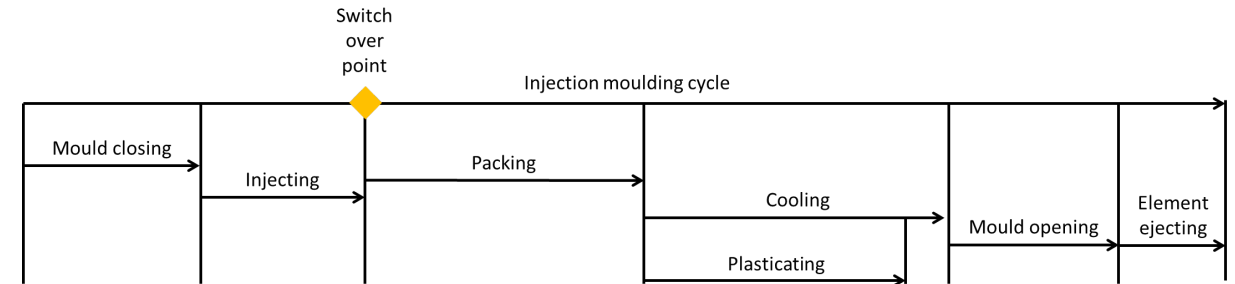 Switch
over
point
Injection moulding cycle
Mould closing
Injecting
Packing
Cooling
Plasticating
Mould opening
Element
ejecting